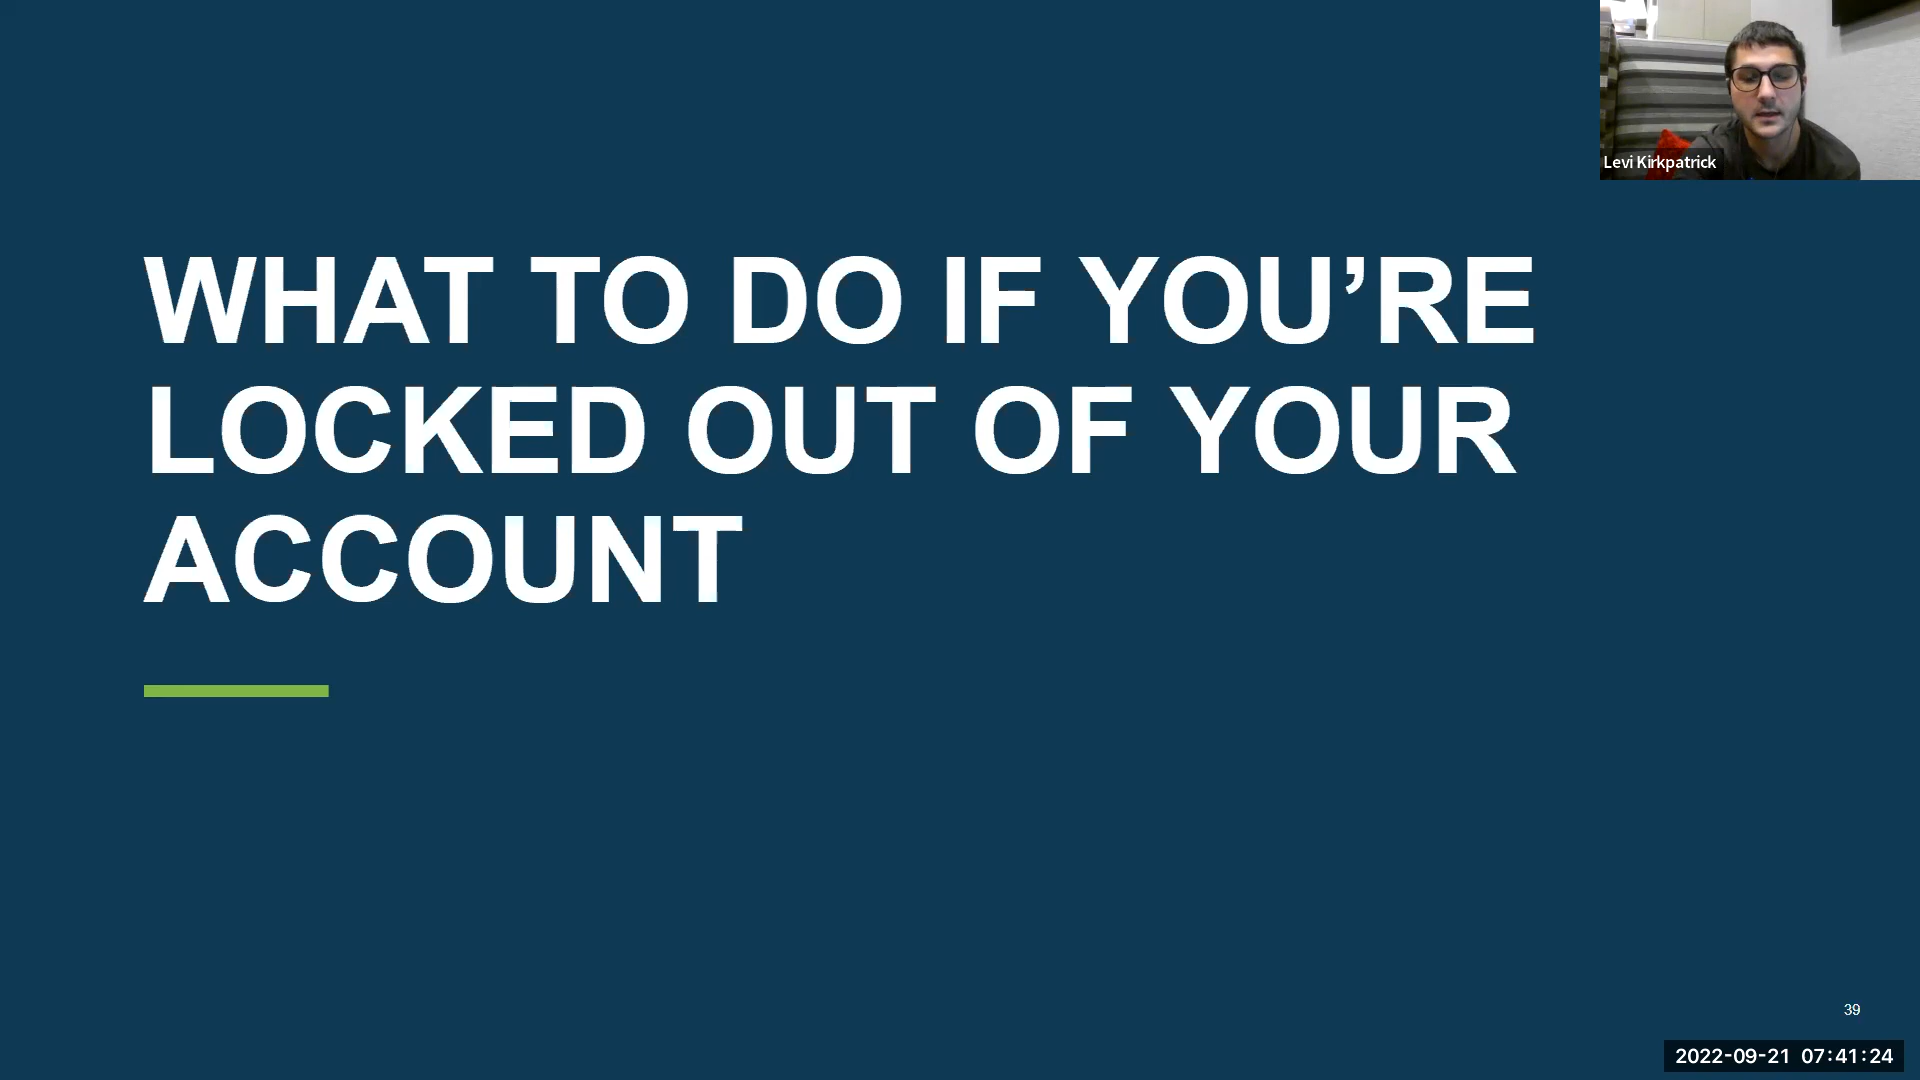 Levi Kirkpatrick
WHAT TO DO IF YOU’RE
LOCKED OUT OF YOUR
ACCOUNT
39
2022-09-21 07:41:24